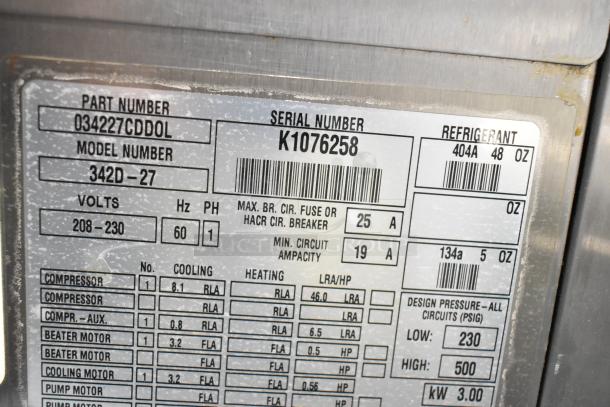 PART NUMBER
034227CDDOL
MODEL NUMBER
342D-27
SERIAL NUMBER
K1076258
REFRIGERANT
404A 48 OZ
OZ
134a 5 OZ
VOLTS Hz PH
208-230 60 1
MAX. BR. CIR. FUSE OR
HACR CIR. BREAKER 25 A
MIN. CIRCUIT
AMPACITY 19 A
No. COOLING HEATING LRA/HP
COMPRESSOR 1 8.1 RLA RLA 46.0 LRA
COMPRESSOR RLA RLA LRA
COMPR.-AUX. 1 0.8 RLA RLA 6.5 LRA
BEATER MOTOR 1 3.2 FLA FLA 0.5 HP
BEATER MOTOR FLA FLA HP
COOLING MOTOR 1 3.2 FLA FLA 0.56 HP
PUMP MOTOR FLA FLA HP
PUMP MOTOR
DESIGN PRESSURE-ALL
CIRCUITS (PSIG)
LOW: 230
HIGH: 500
kW 3.00